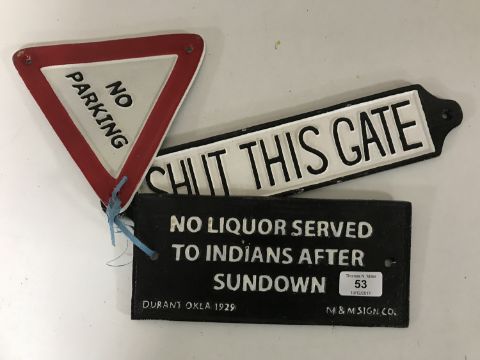 NO
PARKING
SHUT THIS GATE
NO LIQUOR SERVED
TO INDIANS AFTER
SUNDOWN
DURANT OKLA 1929
M & M SIGN CO.
53